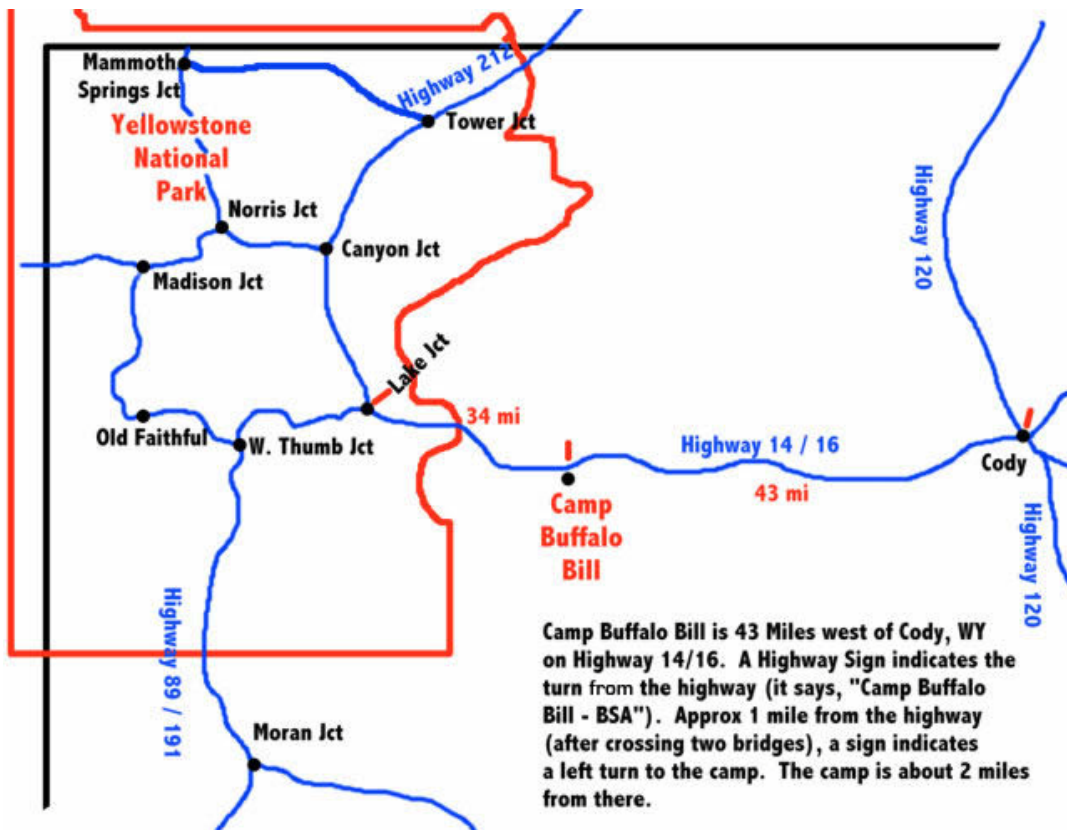 Mammoth
Springs Jct
Highway 212
Tower Jct
Yellowstone
National
Park
Norris Jct
Canyon Jct
Madison Jct
Highway 120
Lake Jct
34 mi
Old Faithful
W. Thumb Jct
Highway 14 / 16
43 mi
Cody
Camp
Buffalo
Bill
Highway 120
Highway 89 / 191
Moran Jct
Camp Buffalo Bill is 43 Miles west of Cody, WY
on Highway 14/16.  A Highway Sign indicates the
turn from the highway (it says, "Camp Buffalo
Bill - BSA").  Approx 1 mile from the highway
(after crossing two bridges), a sign indicates
a left turn to the camp.  The camp is about 2 miles
from there.